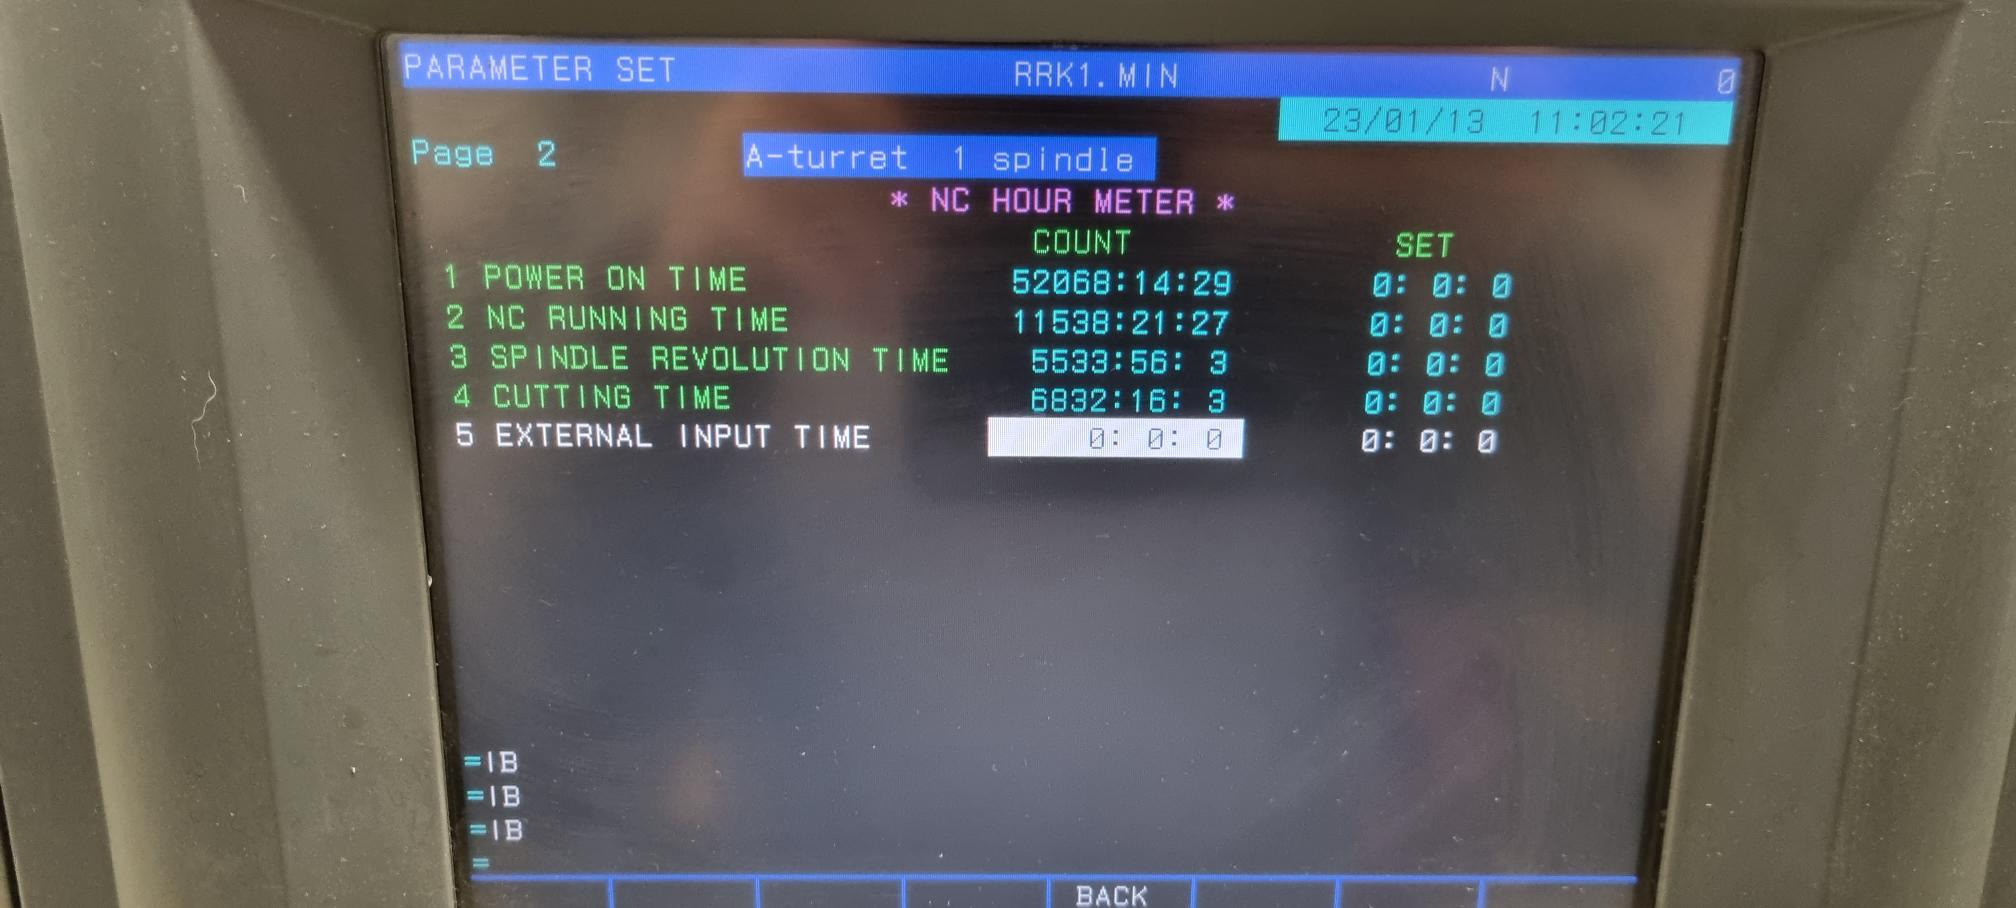 PARAMETER SET RRK1.MIN N 0
23/01/13 11:02:21
Page 2 A-turret 1 spindle
* NC HOUR METER *
COUNT SET
1 POWER ON TIME 52068:14:29 0: 0: 0
2 NC RUNNING TIME 11538:21:27 0: 0: 0
3 SPINDLE REVOLUTION TIME 5533:56: 3 0: 0: 0
4 CUTTING TIME 6832:16: 3 0: 0: 0
5 EXTERNAL INPUT TIME 0: 0: 0 0: 0: 0
=IB
=IB
=IB
=
BACK